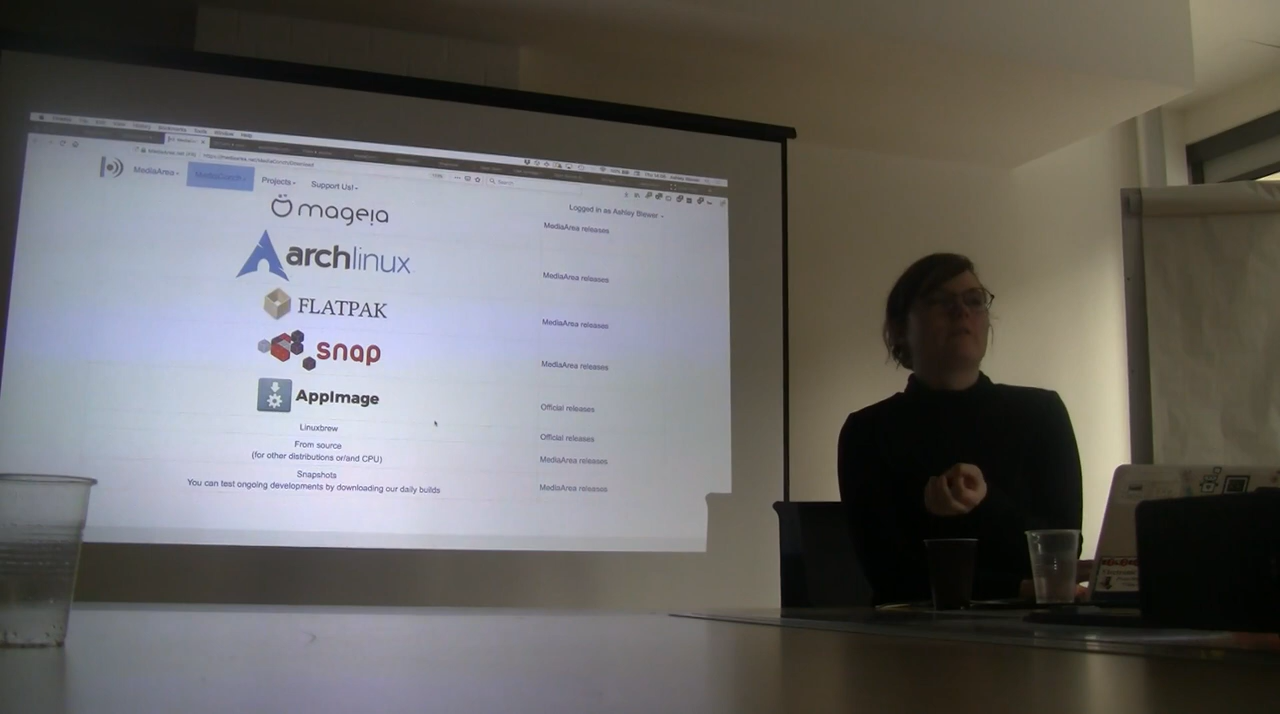 MediaArea
Projects
Support Us!
Search
Logged in as Ashley Blewer
mageia
MediaArea releases
archlinux
MediaArea releases
FLATPAK
MediaArea releases
snap
MediaArea releases
AppImage
Official releases
Linuxbrew
Official releases
From source
(for other distributions or/and CPU)
MediaArea releases
Snapshots
You can test ongoing developments by downloading our daily builds
MediaArea releases